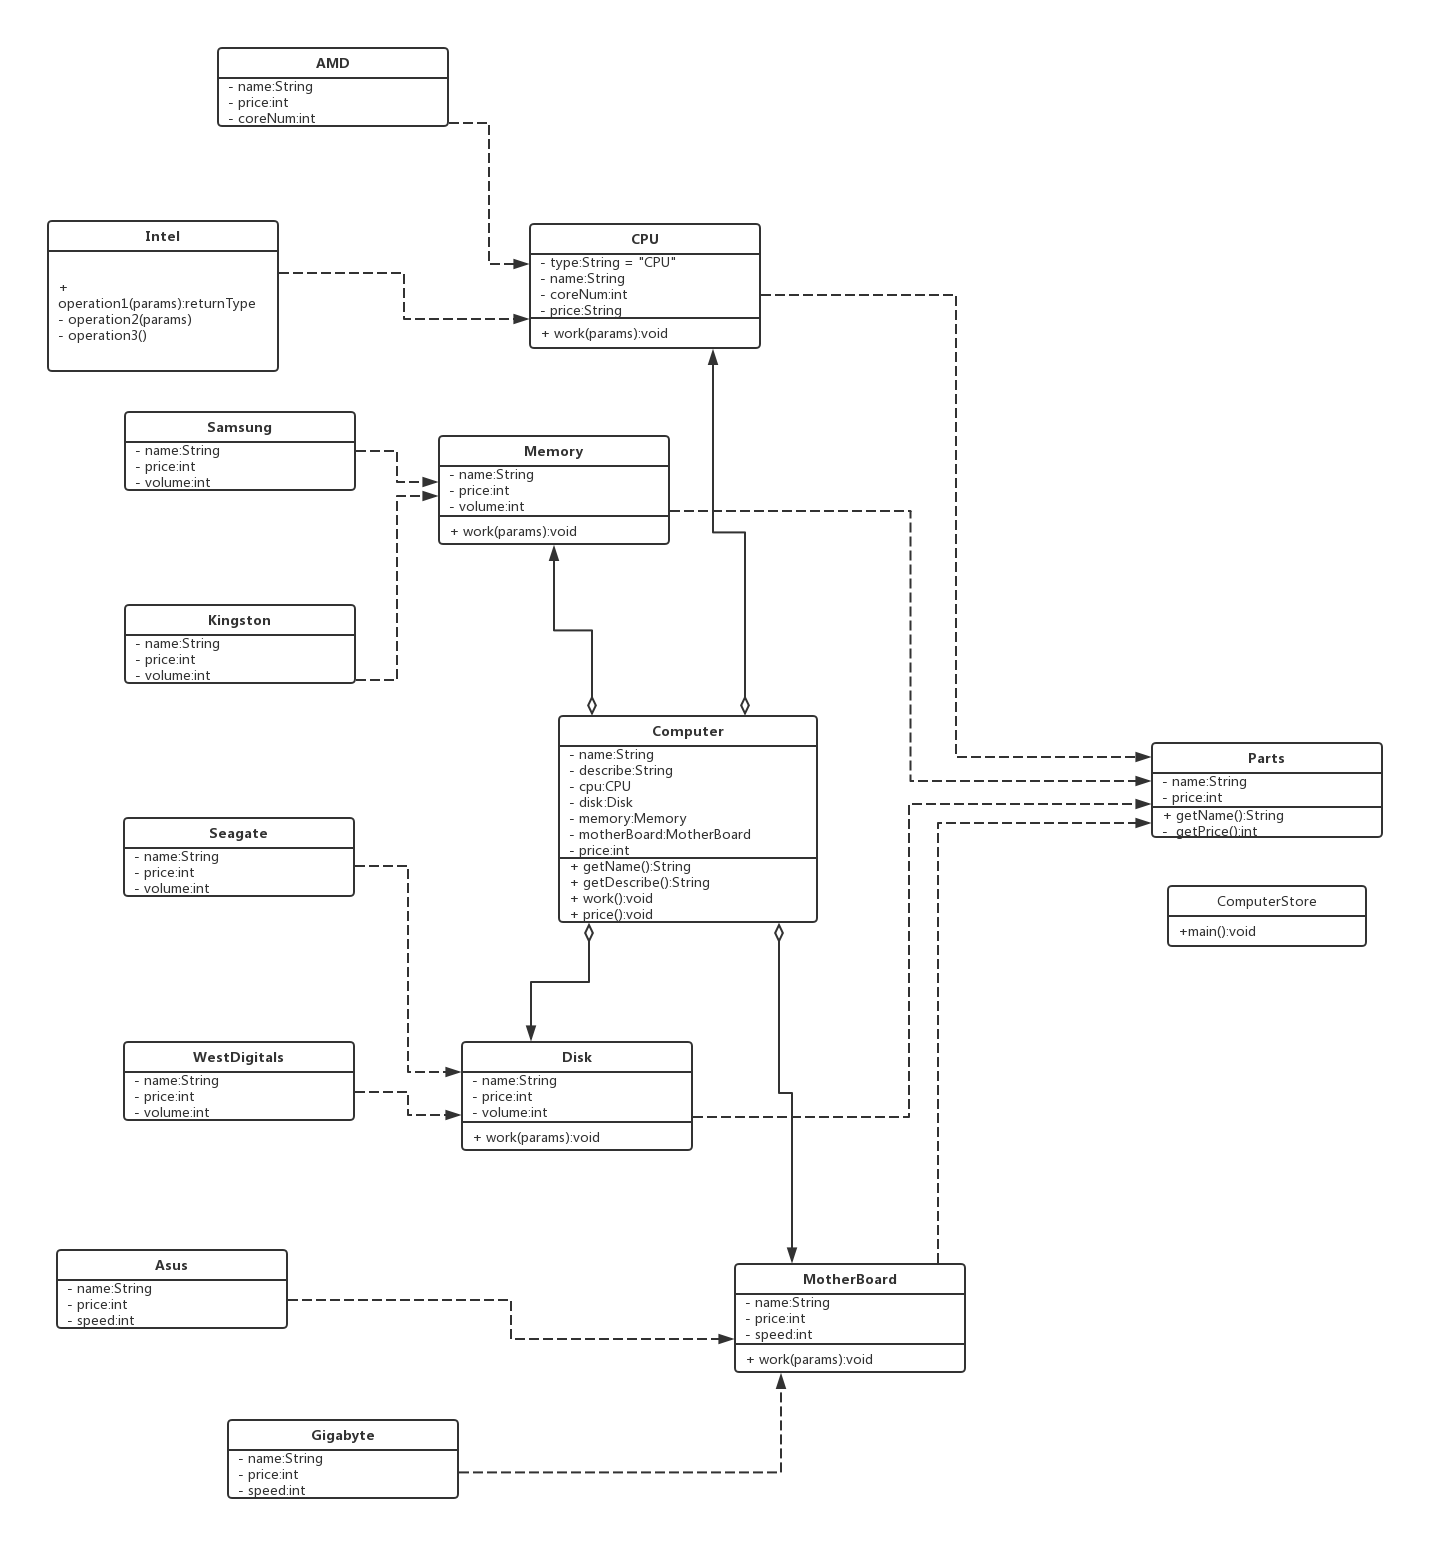 AMD
- name:String
- price:int
- coreNum:int
Intel
+
operation1(params):returnType
- operation2(params)
- operation3()
CPU
- type:String = "CPU"
- name:String
- coreNum:int
- price:String
+ work(params):void
Samsung
- name:String
- price:int
- volume:int
Memory
- name:String
- price:int
- volume:int
+ work(params):void
Kingston
- name:String
- price:int
- volume:int
Computer
- name:String
- describe:String
- cpu:CPU
- disk:Disk
- memory:Memory
- motherBoard:MotherBoard
- price:int
+ getName():String
+ getDescribe():String
+ work():void
+ price():void
Parts
- name:String
- price:int
+ getName():String
- getPrice():int
ComputerStore
+main():void
Seagate
- name:String
- price:int
- volume:int
WestDigitals
- name:String
- price:int
- volume:int
Disk
- name:String
- price:int
- volume:int
+ work(params):void
Asus
- name:String
- price:int
- speed:int
MotherBoard
- name:String
- price:int
- speed:int
+ work(params):void
Gigabyte
- name:String
- price:int
- speed:int